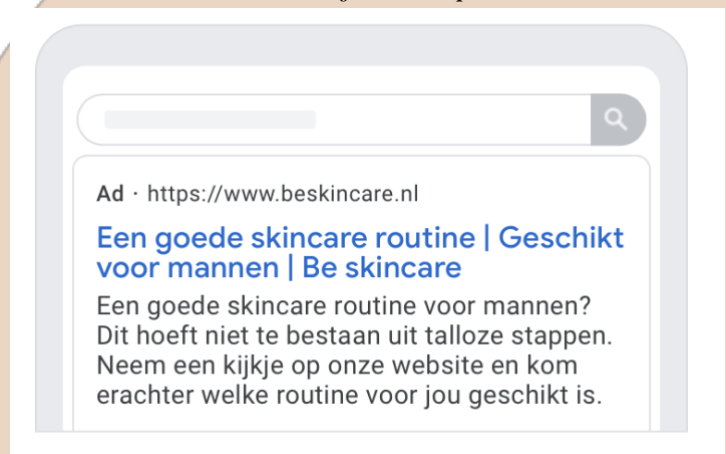 Ad · https://www.beskincare.nl
Een goede skincare routine | Geschikt
voor mannen | Be skincare
Een goede skincare routine voor mannen?
Dit hoeft niet te bestaan uit talloze stappen.
Neem een kijkje op onze website en kom
erachter welke routine voor jou geschikt is.